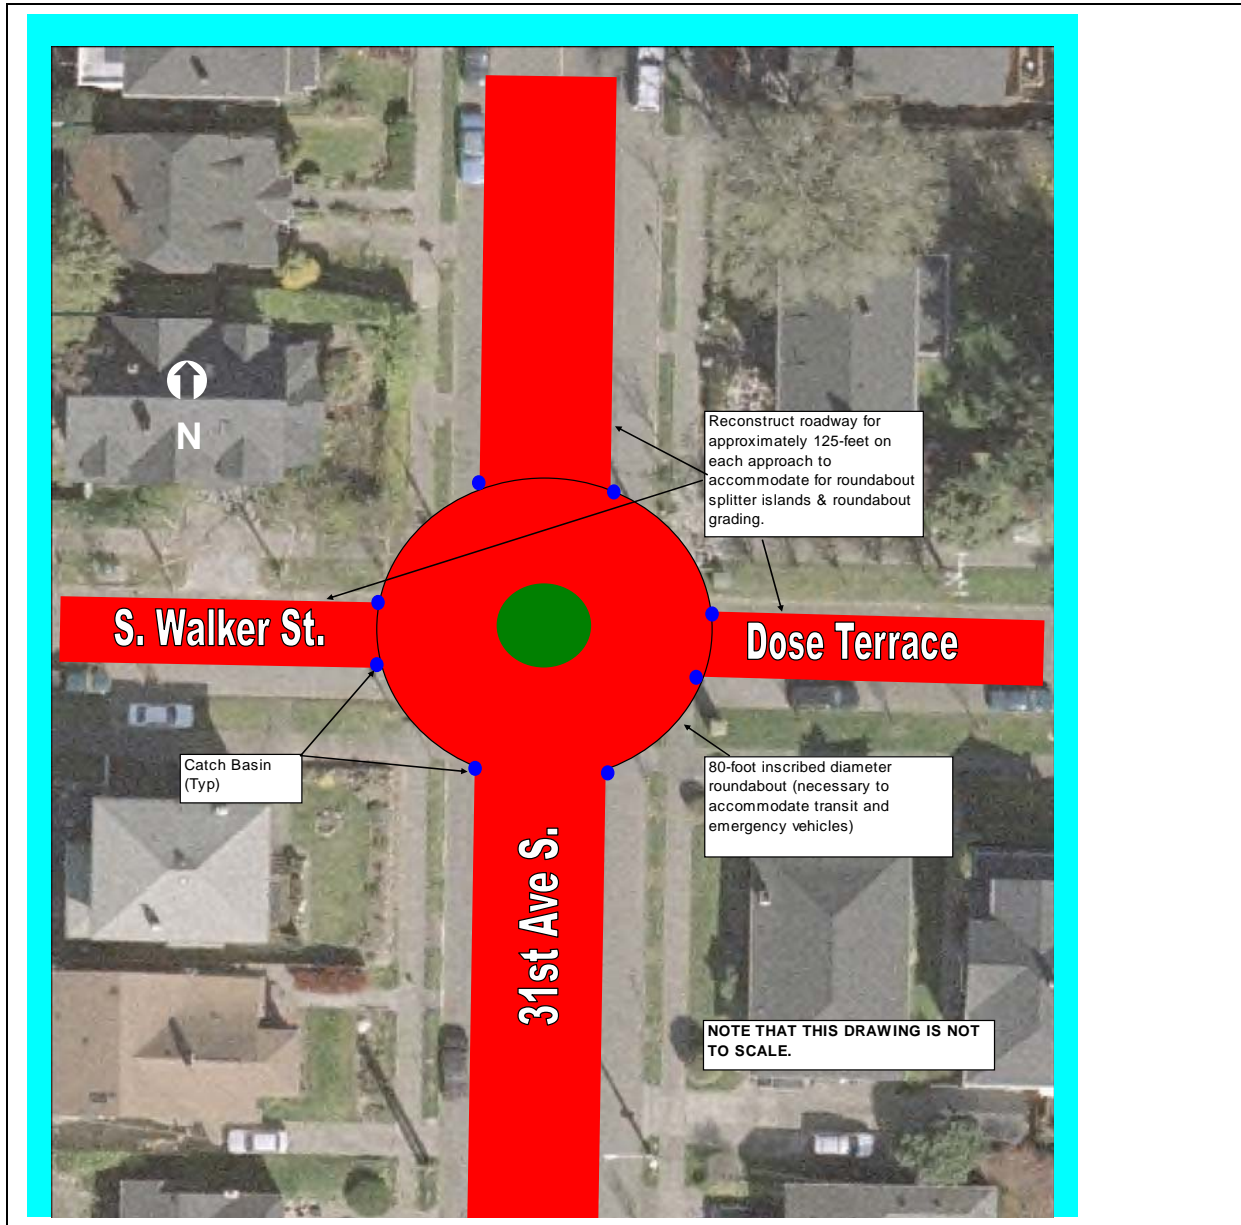 N
Reconstruct roadway for
approximately 125-feet on
each approach to
accommodate for roundabout
splitter islands & roundabout
grading.
S. Walker St.
Dose Terrace
Catch Basin
(Typ)
80-foot inscribed diameter
roundabout (necessary to
accommodate transit and
emergency vehicles)
31st Ave S.
NOTE THAT THIS DRAWING IS NOT
TO SCALE.